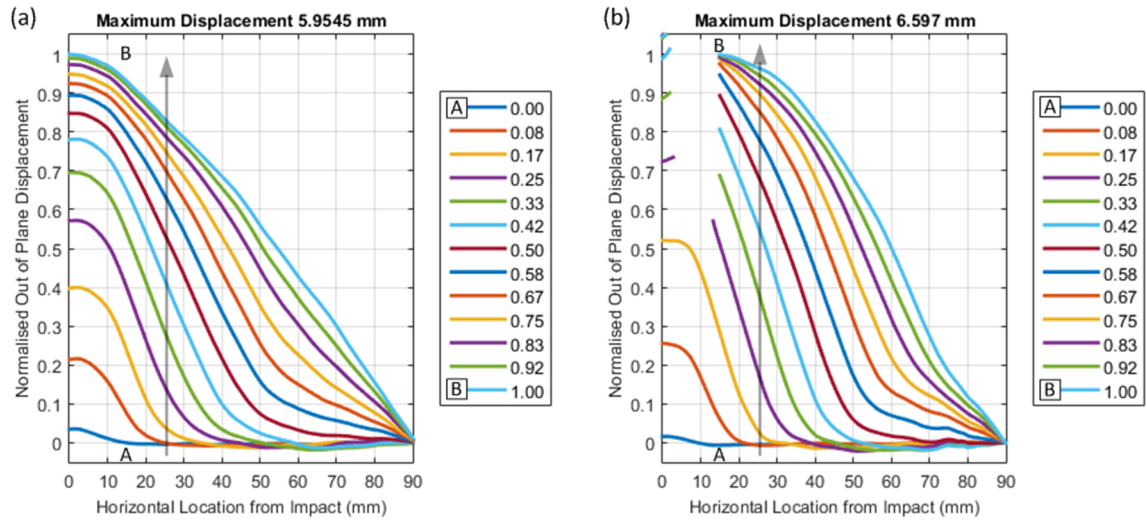 (a)
Maximum Displacement 5.9545 mm
B
1
0.9
0.8
0.7
0.6
0.5
0.4
0.3
0.2
0.1
0
Normalised Out of Plane Displacement
A
0 10 20 30 40 50 60 70 80 90
Horizontal Location from Impact (mm)
A 0.00
0.08
0.17
0.25
0.33
0.42
0.50
0.58
0.67
0.75
0.83
0.92
B 1.00
(b)
Maximum Displacement 6.597 mm
B
1
0.9
0.8
0.7
0.6
0.5
0.4
0.3
0.2
0.1
0
Normalised Out of Plane Displacement
A
0 10 20 30 40 50 60 70 80 90
Horizontal Location from Impact (mm)
A 0.00
0.08
0.17
0.25
0.33
0.42
0.50
0.58
0.67
0.75
0.83
0.92
B 1.00